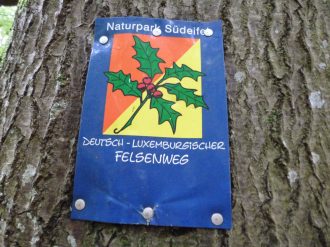 Naturpark Südeifel
DEUTSCH - LUXEMBURGISCHER
FELSENWEG